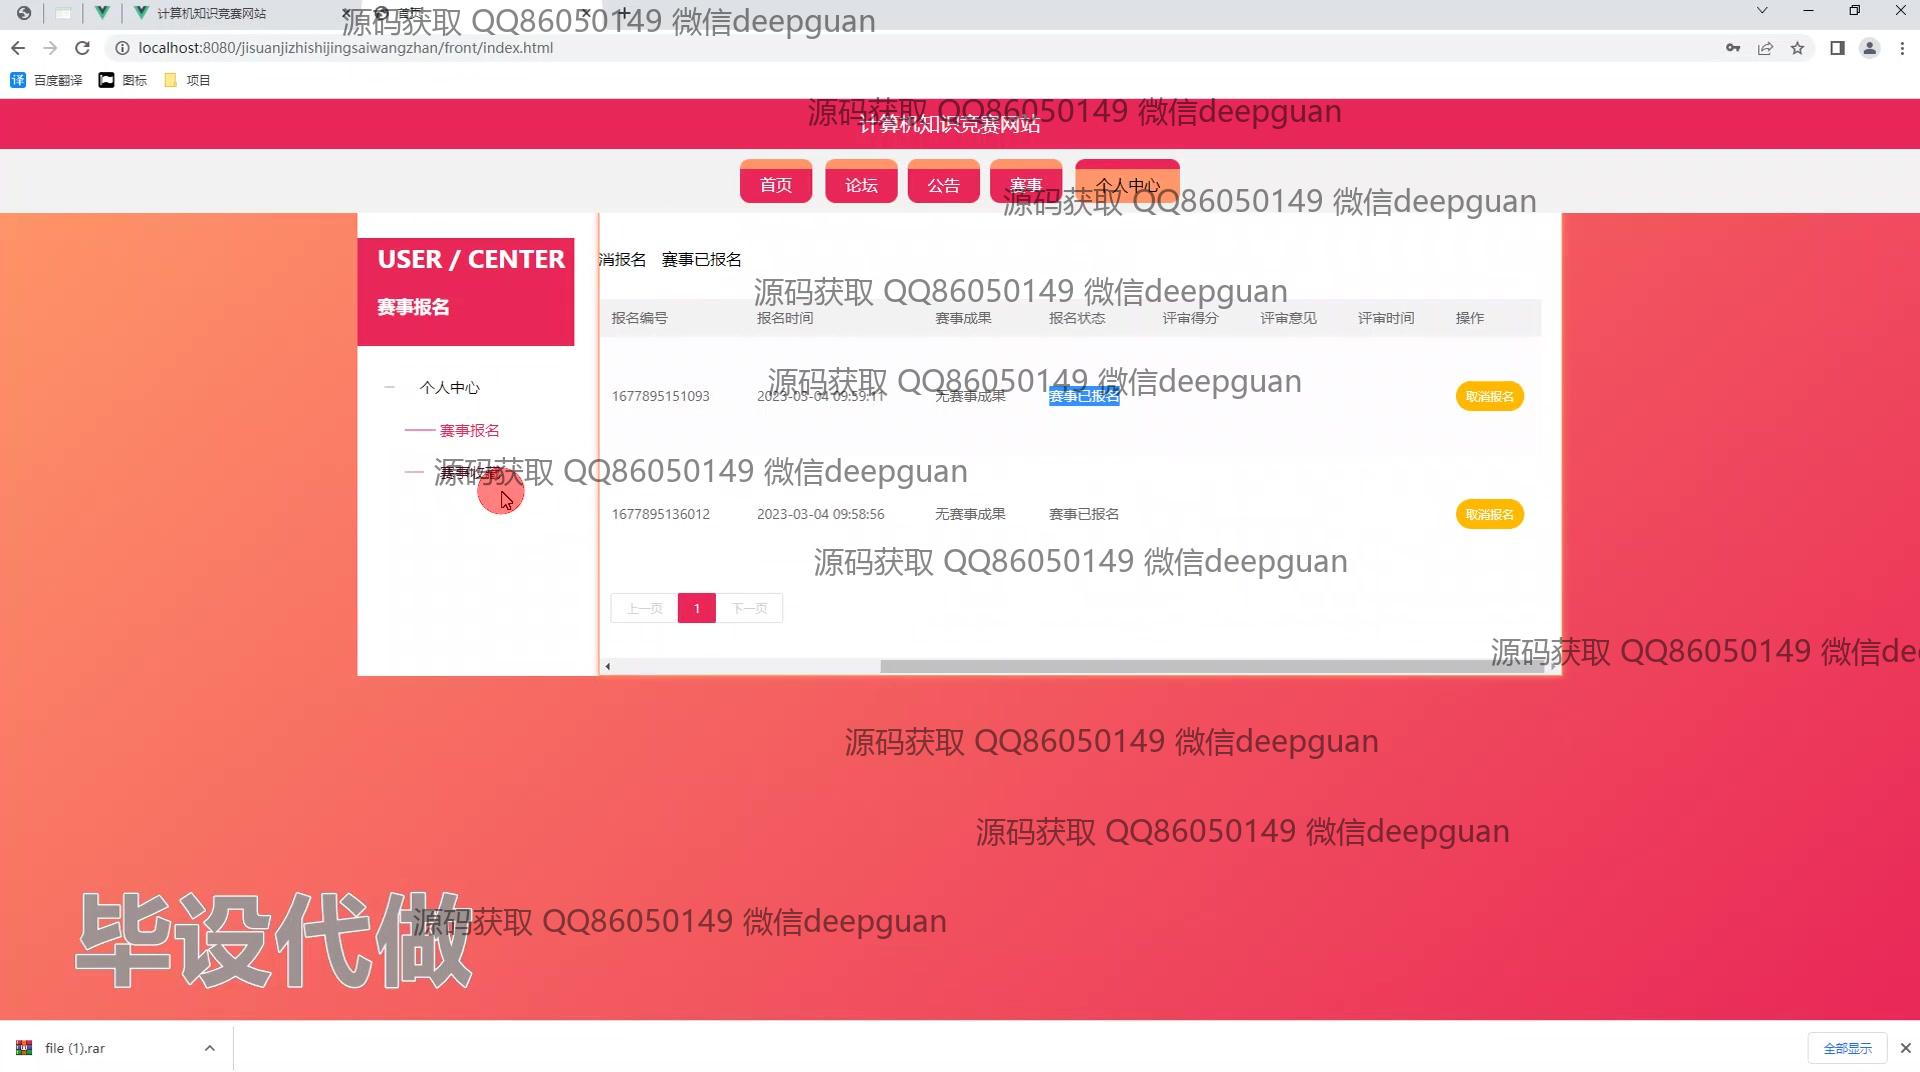 计算机知识竞赛网站 首页
源码获取 QQ86050149 微信deepguan
localhost:8080/jisuanjizhishijingsaiwangzhan/front/index.html
百度翻译 图标 项目
源码获取 QQ86050149 微信deepguan
计算机知识竞赛网站
首页 论坛 公告 赛事 个人中心
源码获取 QQ86050149 微信deepguan
USER / CENTER
消报名 赛事已报名
源码获取 QQ86050149 微信deepguan
赛事报名
报名编号 报名时间 赛事成果 报名状态 评审得分 评审意见 评审时间 操作
源码获取 QQ86050149 微信deepguan
个人中心
1677895151093 2023-03-04 09:59:11 无赛事成果 赛事已报名 取消报名
赛事报名
赛事收藏
源码获取 QQ86050149 微信deepguan
1677895136012 2023-03-04 09:58:56 无赛事成果 赛事已报名 取消报名
源码获取 QQ86050149 微信deepguan
上一页 1 下一页
源码获取 QQ86050149 微信dee
源码获取 QQ86050149 微信deepguan
源码获取 QQ86050149 微信deepguan
毕设代做
源码获取 QQ86050149 微信deepguan
file (1).rar 全部显示